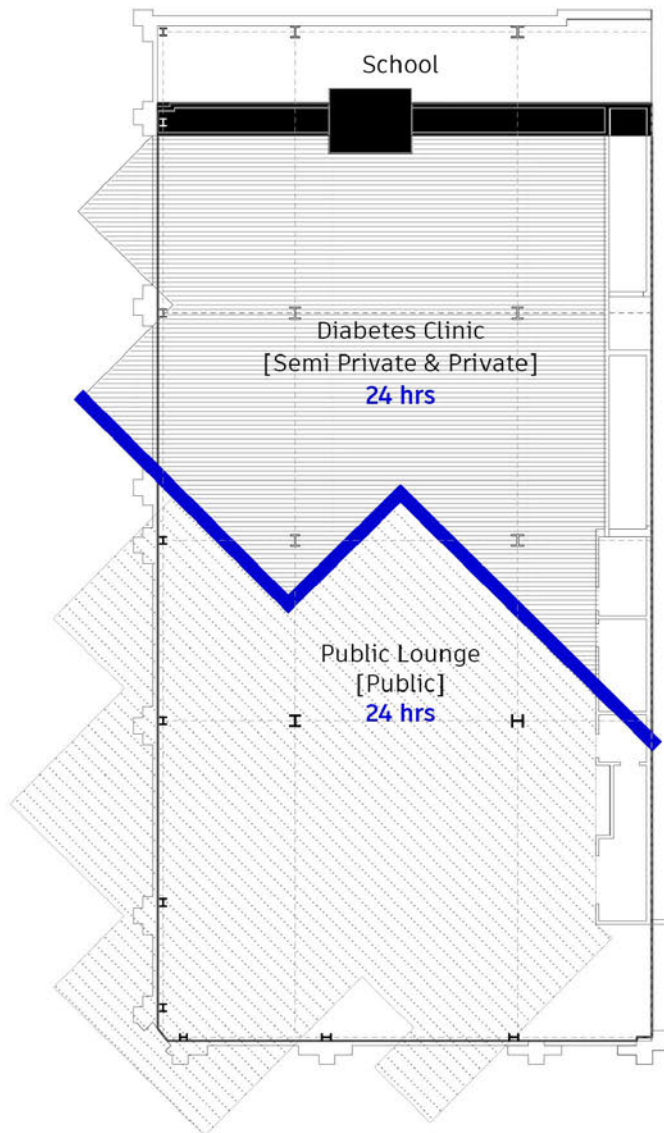 School
Diabetes Clinic
[Semi Private & Private]
24 hrs
Public Lounge
[Public]
24 hrs